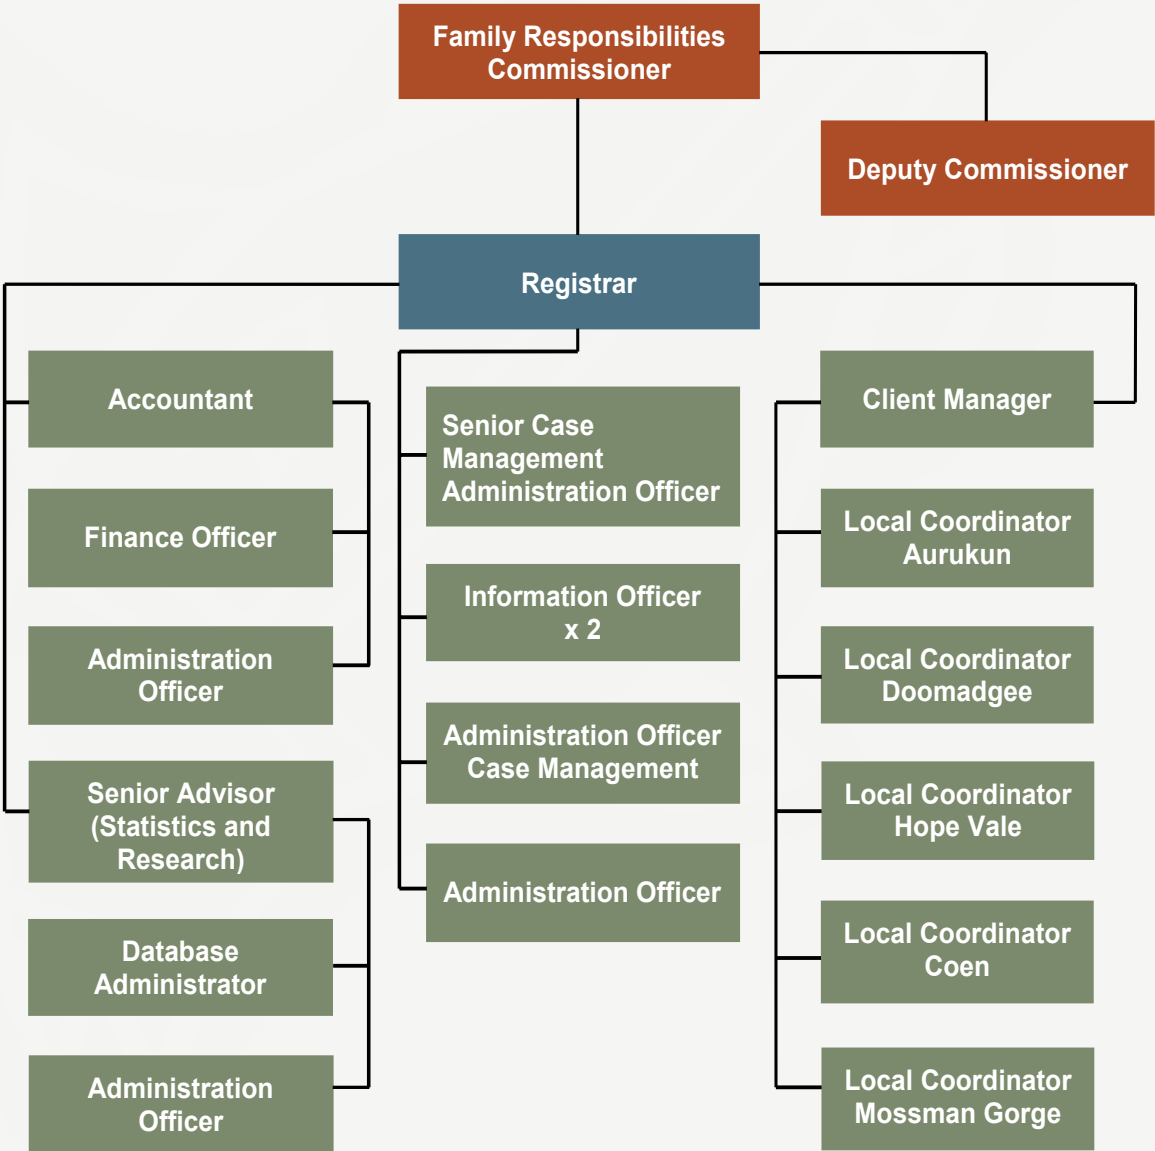 Family Responsibilities
Commissioner
Deputy Commissioner
Registrar
Accountant
Finance Officer
Administration
Officer
Senior Advisor
(Statistics and
Research)
Database
Administrator
Administration
Officer
Senior Case
Management
Administration Officer
Information Officer
x 2
Administration Officer
Case Management
Administration Officer
Client Manager
Local Coordinator
Aurukun
Local Coordinator
Doomadgee
Local Coordinator
Hope Vale
Local Coordinator
Coen
Local Coordinator
Mossman Gorge